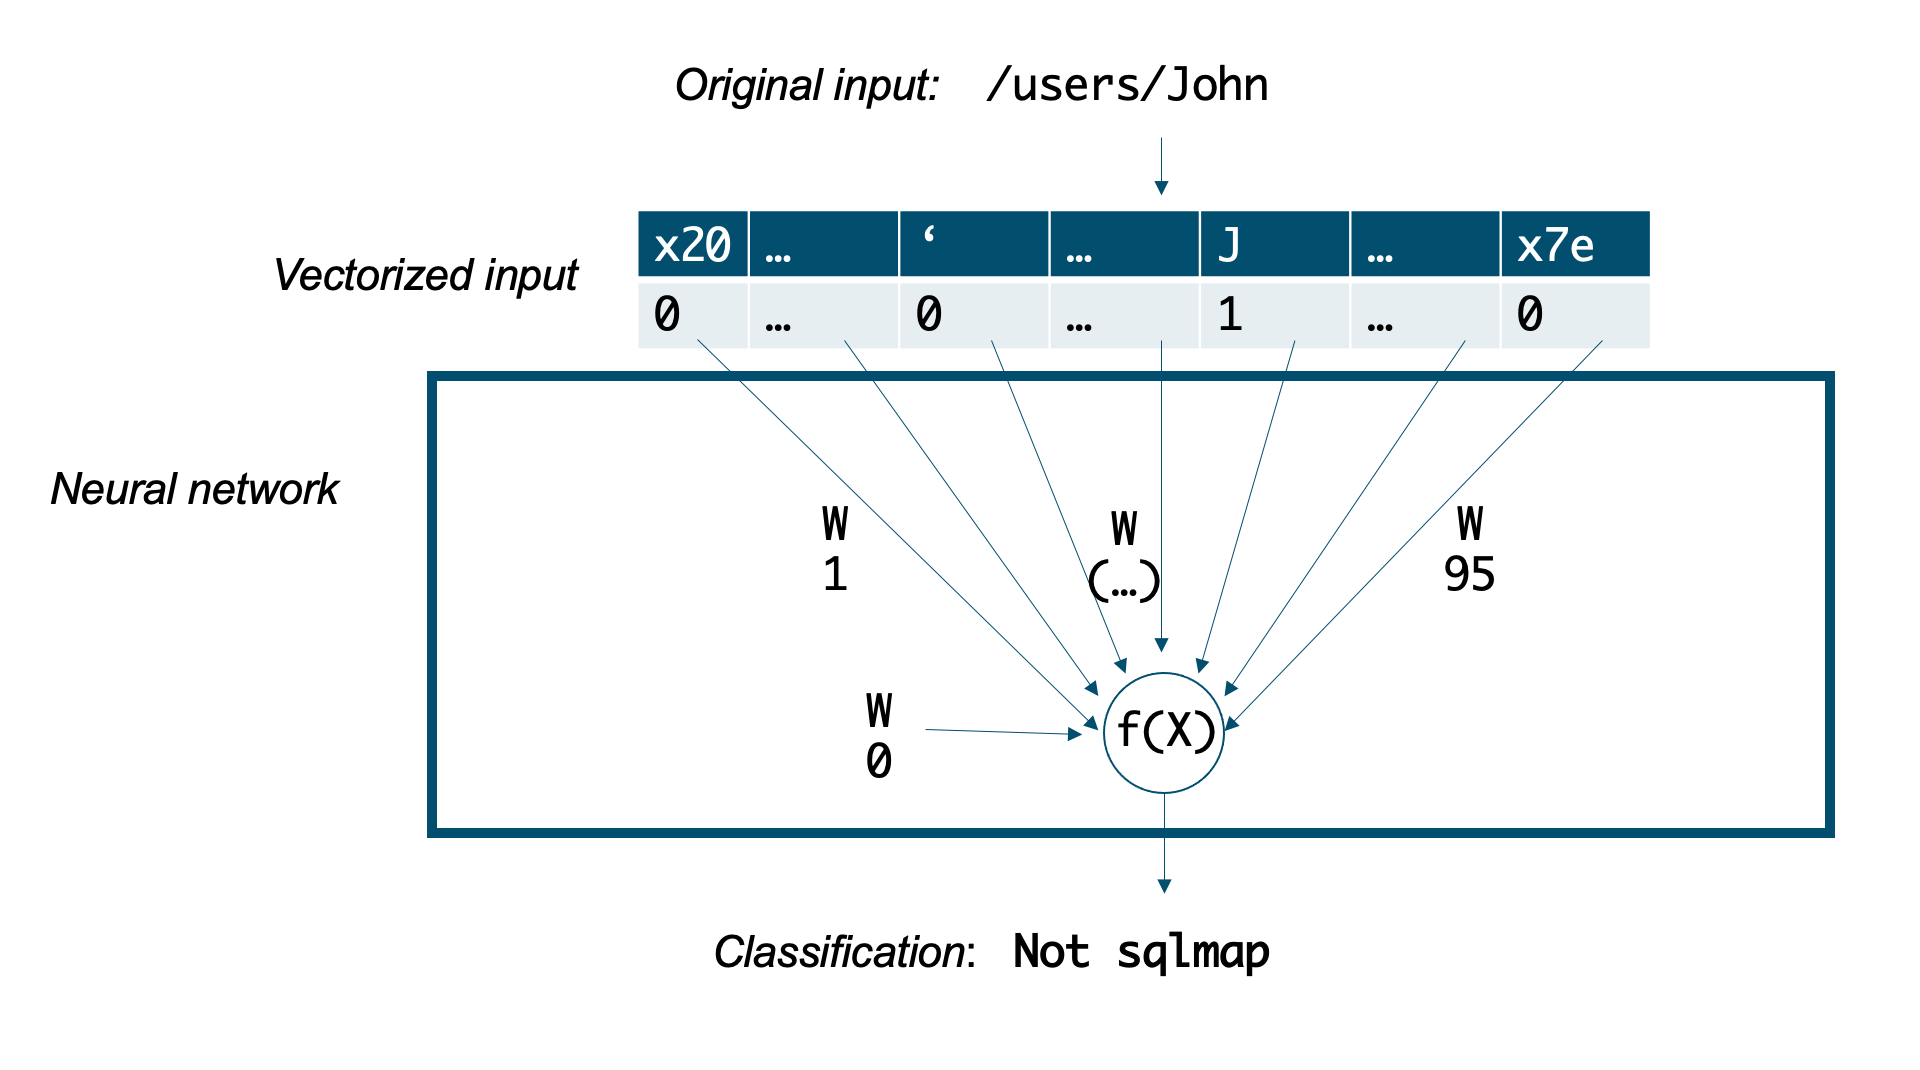 Original input: /users/John
x20 … ‘ … J … x7e
Vectorized input
0 … 0 … 1 … 0
Neural network
W W W
1 (…) 95
W
0
f(X)
Classification: Not sqlmap